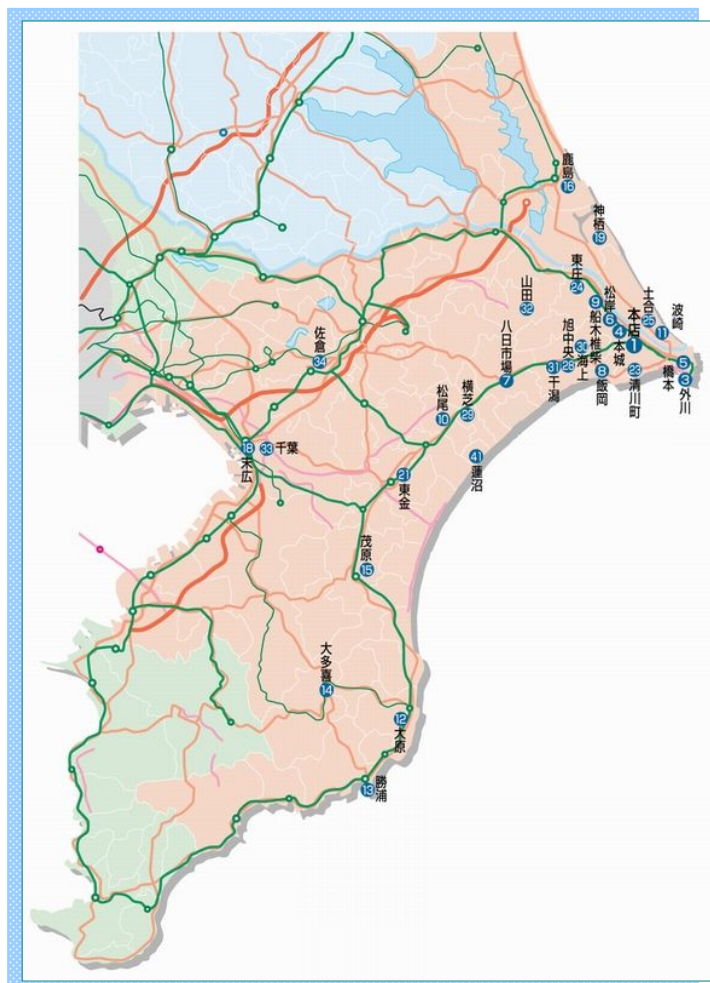 鹿島
16
神栖
19
東庄
24
山田
32
松岸
6
土合
25
波崎
11
9
船木椎柴
本店
1
4
本城
佐倉
34
八日市場
7
旭中央
28
30
海上
31
干潟
8
飯岡
23
清川町
5
橋本
3
外川
松尾
10
横芝
29
18
末広
33
千葉
41
蓮沼
21
東金
茂原
15
大多喜
14
12
大原
13
勝浦